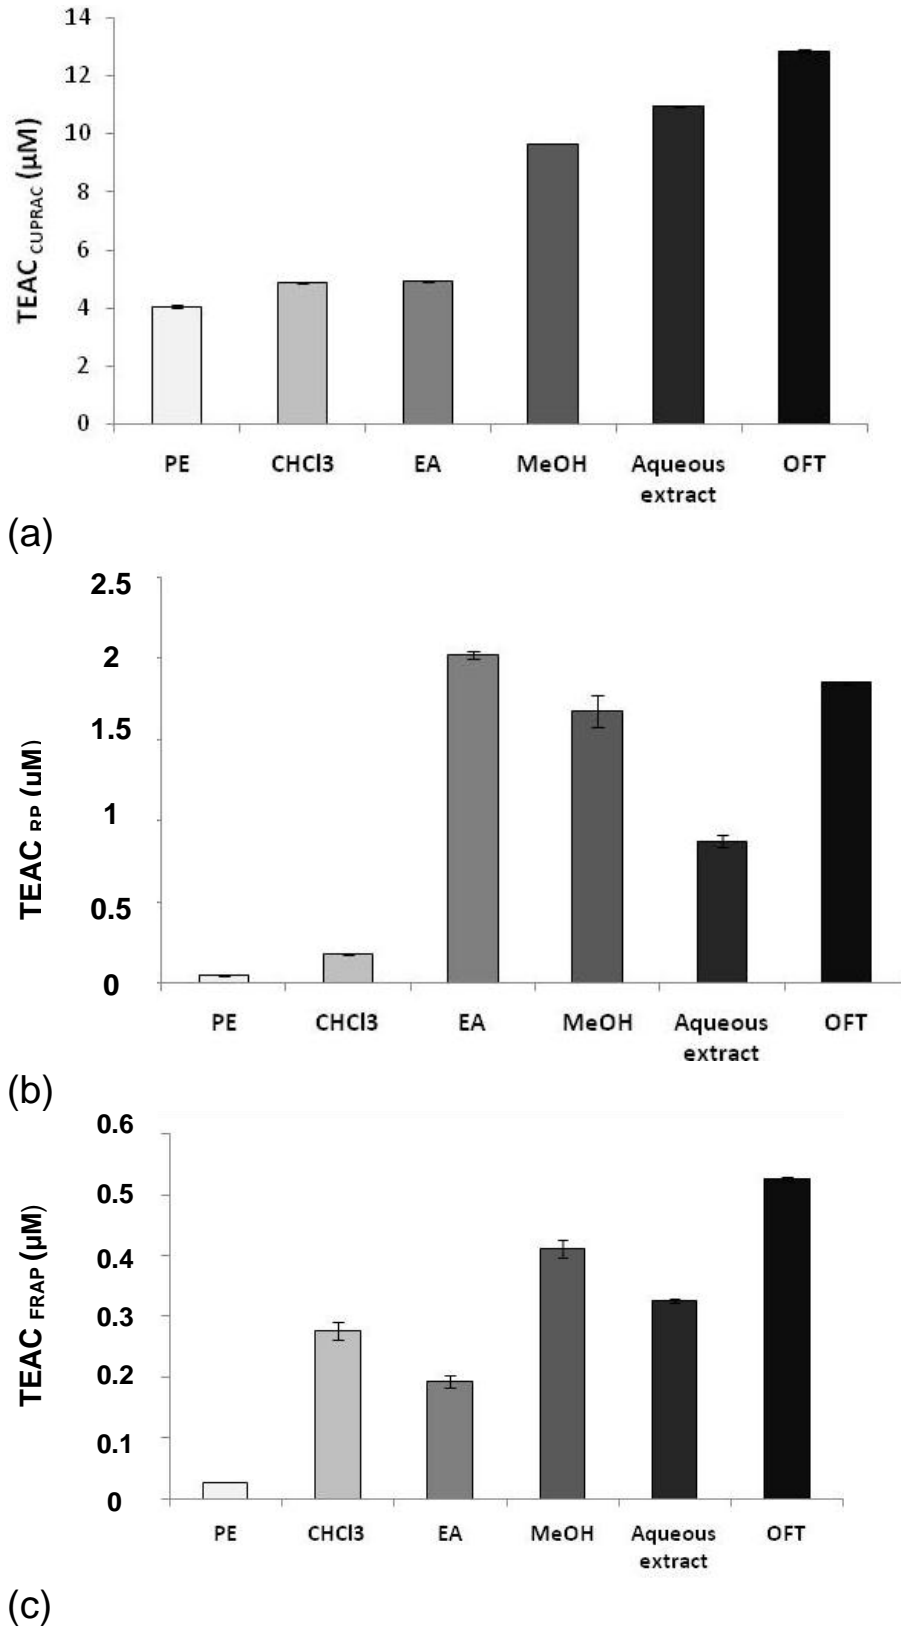 14
12
10
8
6
4
2
0
TEAC CUPRAC (µM)
PE CHCl3 EA MeOH Aqueous extract OFT
(a)
2.5
2
1.5
1
0.5
0
TEAC RP (µM)
PE CHCl3 EA MeOH Aqueous extract OFT
(b)
0.6
0.5
0.4
0.3
0.2
0.1
0
TEAC FRAP (µM)
PE CHCl3 EA MeOH Aqueous extract OFT
(c)